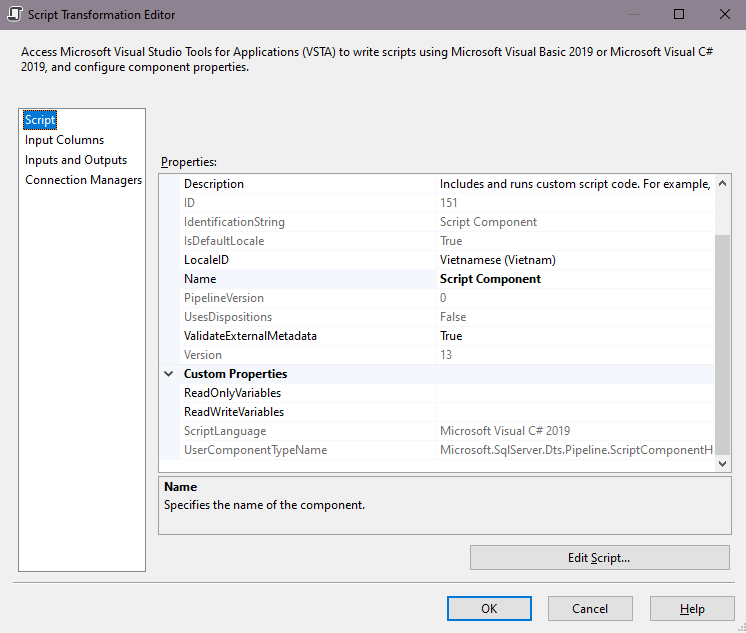 Script Transformation Editor
Access Microsoft Visual Studio Tools for Applications (VSTA) to write scripts using Microsoft Visual Basic 2019 or Microsoft Visual C#
2019, and configure component properties.
Script
Input Columns
Inputs and Outputs
Connection Managers
Properties:
Description Includes and runs custom script code. For example,
ID 151
IdentificationString Script Component
IsDefaultLocale True
LocaleID Vietnamese (Vietnam)
Name Script Component
PipelineVersion 0
UsesDispositions False
ValidateExternalMetadata True
Version 13
Custom Properties
ReadOnlyVariables
ReadWriteVariables
ScriptLanguage Microsoft Visual C# 2019
UserComponentTypeName Microsoft.SqlServer.Dts.Pipeline.ScriptComponentH
Name
Specifies the name of the component.
Edit Script...
OK Cancel Help